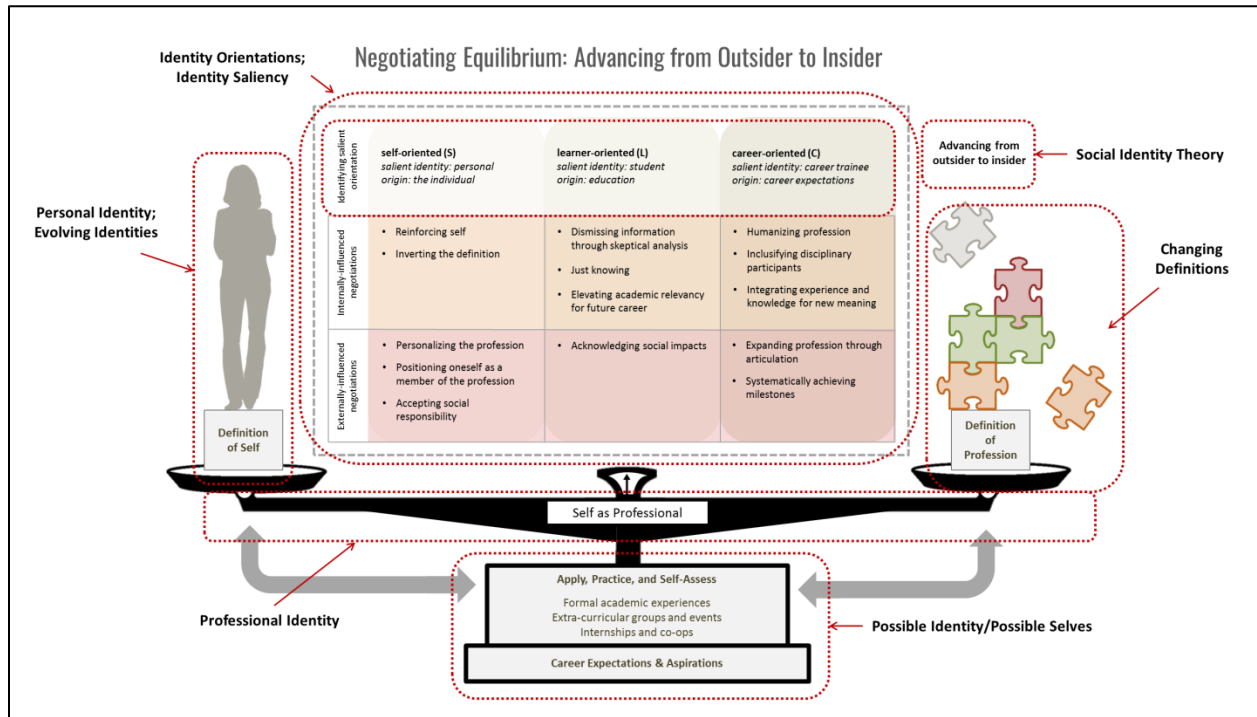 Negotiating Equilibrium: Advancing from Outsider to Insider
Identity Orientations;
Identity Saliency
Identifying salient
orientation
self-oriented (S)
salient identity: personal
origin: the individual
learner-oriented (L)
salient identity: student
origin: education
career-oriented (C)
salient identity: career trainee
origin: career expectations
Advancing from
outsider to insider
Social Identity Theory
Personal Identity;
Evolving Identities
Internally-influenced
negotiations
• Reinforcing self
• Inverting the definition
• Dismissing information
through skeptical analysis
• Just knowing
• Elevating academic relevancy
for future career
• Humanizing profession
• Inclusifying disciplinary
participants
• Integrating experience and
knowledge for new meaning
Changing
Definitions
Externally-influenced
negotiations
• Personalizing the profession
• Positioning oneself as a
member of the profession
• Accepting social
responsibility
• Acknowledging social impacts
• Expanding profession through
articulation
• Systematically achieving
milestones
Definition
of Self
Definition
of
Profession
Self as Professional
Professional Identity
Apply, Practice, and Self-Assess
Formal academic experiences
Extra-curricular groups and events
Internships and co-ops
Career Expectations & Aspirations
Possible Identity/Possible Selves